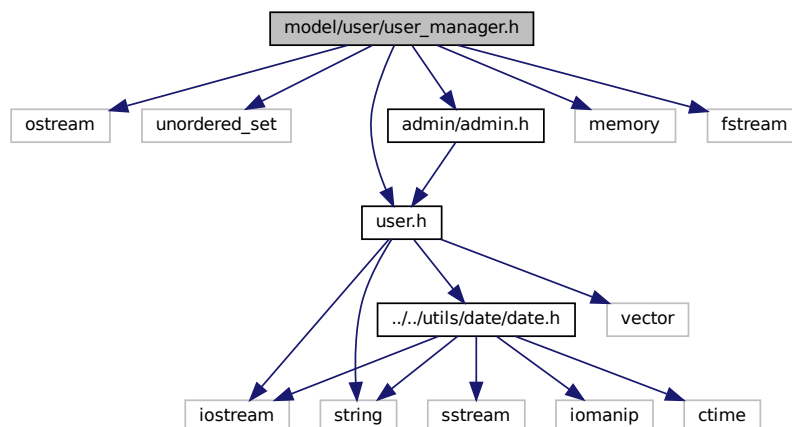 model/user/user_manager.h
ostream
unordered_set
admin/admin.h
memory
fstream
user.h
../../utils/date/date.h
vector
iostream
string
sstream
iomanip
ctime